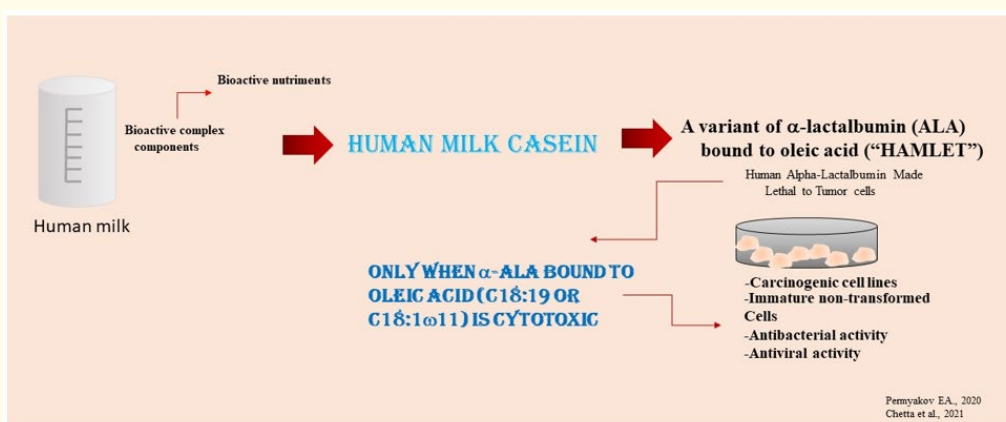 Bioactive nutriments
Bioactive complex
components
Human milk
HUMAN MILK CASEIN
A variant of α-lactalbumin (ALA)
bound to oleic acid (“HAMLET”)
Human Alpha-Lactalbumin Made
Lethal to Tumor cells
ONLY WHEN α-ALA BOUND TO
OLEIC ACID (C18:19 OR
C18:1ω11) IS CYTOTOXIC
-Carcinogenic cell lines
-Immature non-transformed
Cells
-Antibacterial activity
-Antiviral activity
Permyakov EA., 2020
Chetta et al., 2021